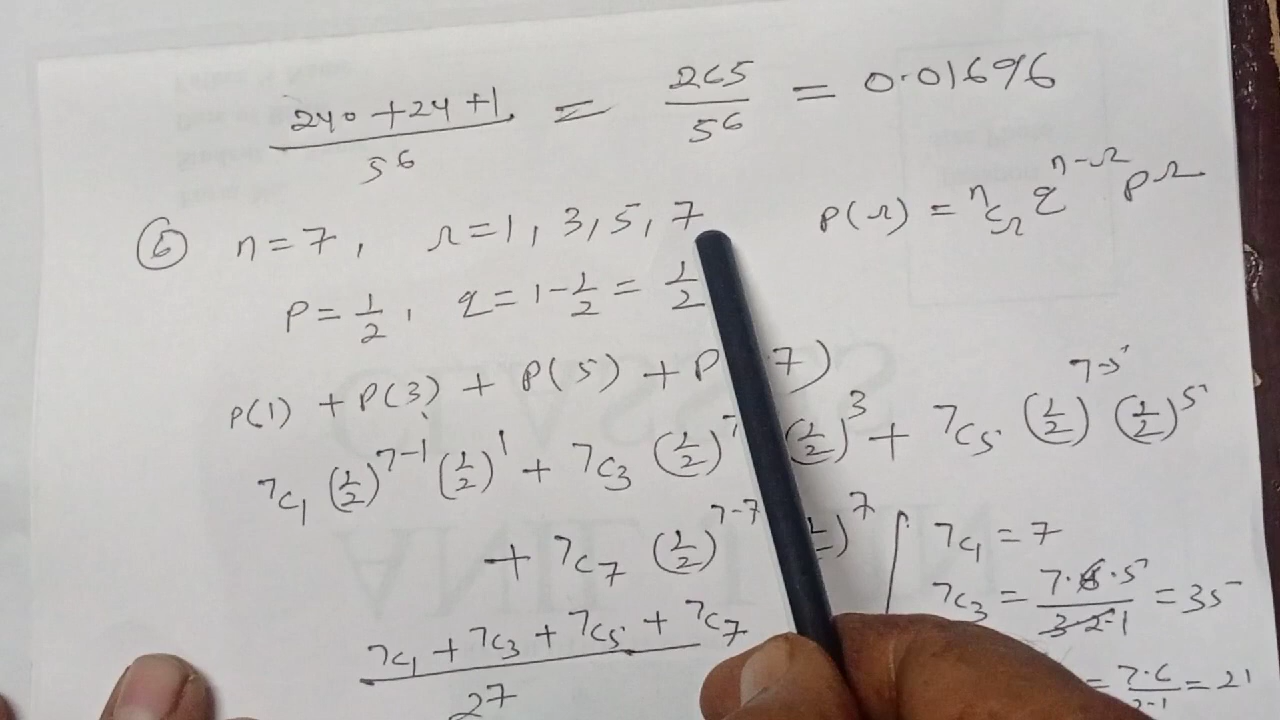 240 + 24 + 1 / 5^6 = 265 / 5^6 = 0.01696
⑥ n = 7, r = 1, 3, 5, 7 P(r) = ⁿCᵣ q^(n-r) p^r
P = 1/2, q = 1 - 1/2 = 1/2
P(1) + P(3) + P(5) + P 7)
⁷C₁ (1/2)^(7-1) (1/2)^1 + ⁷C₃ (1/2)^7 (1/2)^3 + ⁷C₅ (1/2)^(7-5) (1/2)^5
+ ⁷C₇ (1/2)^(7-7) )^7
⁷C₁ = 7
⁷C₃ = 7·6·5 / 3·2·1 = 35
⁷C₁ + ⁷C₃ + ⁷C₅ + ⁷C₇ / 2^7
= 7·6 / 2·1 = 21